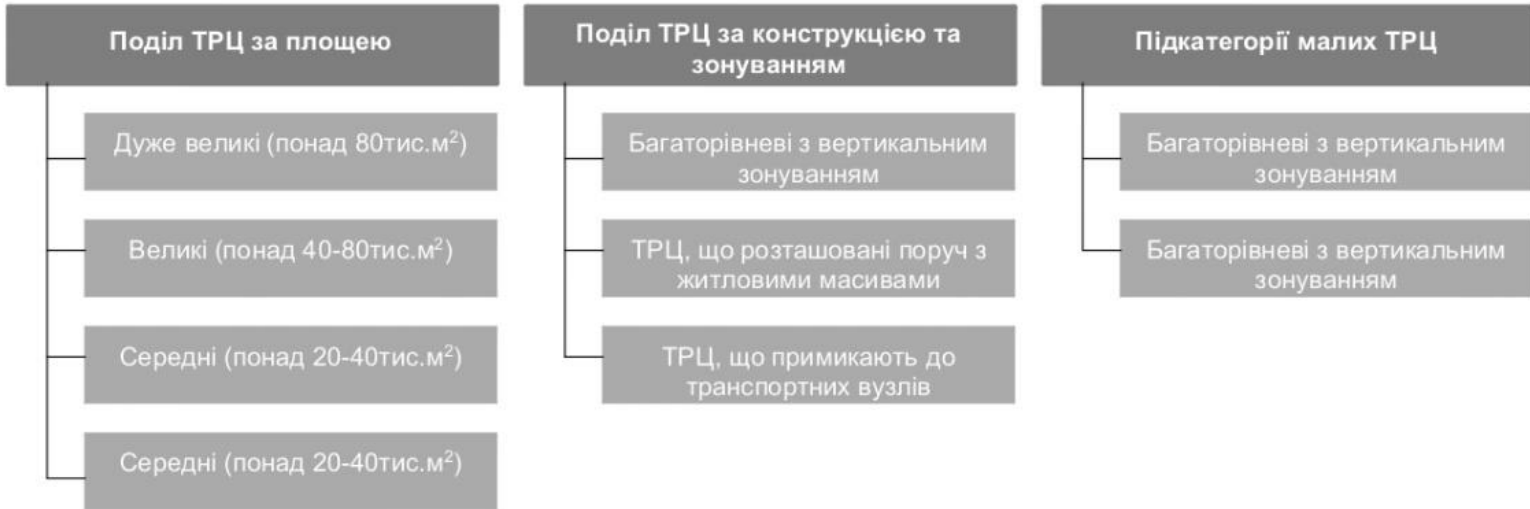 Поділ ТРЦ за площею
Дуже великі (понад 80тис.м²)
Великі (понад 40-80тис.м²)
Середні (понад 20-40тис.м²)
Середні (понад 20-40тис.м²)
Поділ ТРЦ за конструкцією та
зонуванням
Багаторівневі з вертикальним
зонуванням
ТРЦ, що розташовані поруч з
житловими масивами
ТРЦ, що примикають до
транспортних вузлів
Підкатегорії малих ТРЦ
Багаторівневі з вертикальним
зонуванням
Багаторівневі з вертикальним
зонуванням